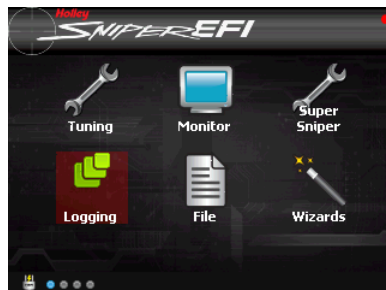 Holley
SNIPER EFI
Tuning
Monitor
Super
Sniper
Logging
File
Wizards